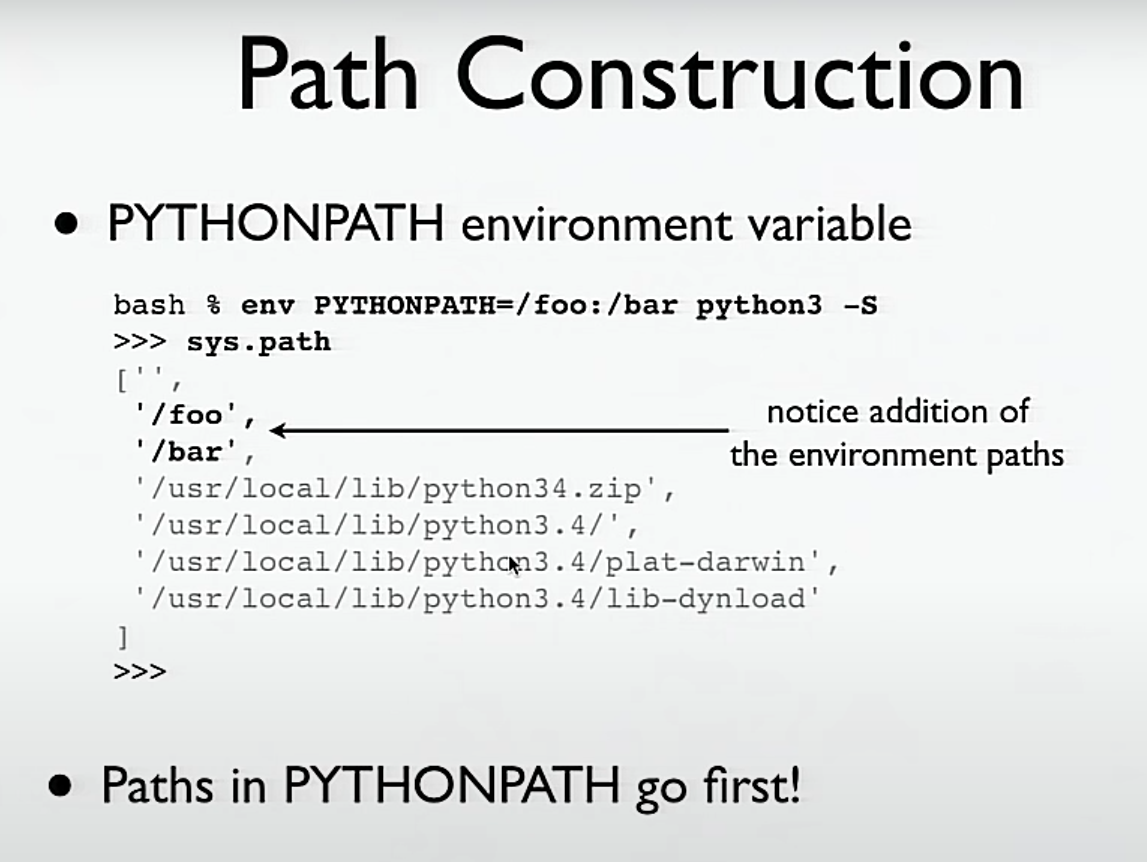 Path Construction
• PYTHONPATH environment variable
bash % env PYTHONPATH=/foo:/bar python3 -S
>>> sys.path
['',
'/foo',
'/bar',
notice addition of
the environment paths
'/usr/local/lib/python34.zip',
'/usr/local/lib/python3.4/',
'/usr/local/lib/python3.4/plat-darwin',
'/usr/local/lib/python3.4/lib-dynload'
]
>>>
• Paths in PYTHONPATH go first!